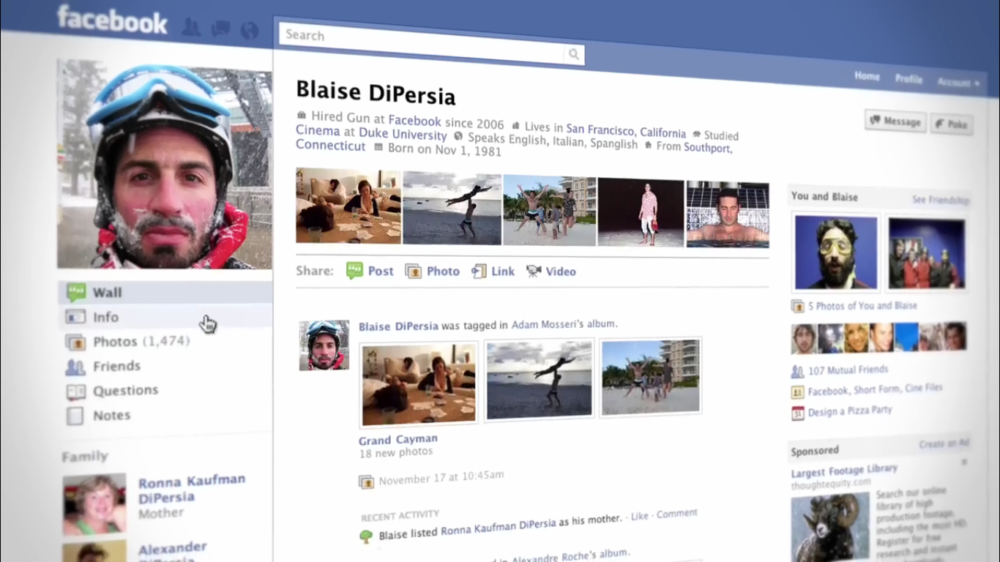 facebook
Search
Home Profile Account
Blaise DiPersia
Hired Gun at Facebook since 2006 Lives in San Francisco, California Studied
Cinema at Duke University Speaks English, Italian, Spanglish From Southport,
Connecticut Born on Nov 1, 1981
Message Poke
Share: Post Photo Link Video
Wall
Info
Photos (1,474)
Friends
Questions
Notes
Family
Ronna Kaufman
DiPersia
Mother
Alexander
DiPersia
Blaise DiPersia was tagged in Adam Mosseri's album.
Grand Cayman
18 new photos
November 17 at 10:45am
RECENT ACTIVITY
Blaise listed Ronna Kaufman DiPersia as his mother. · Like · Comment
in Alexandre Roche's album.
You and Blaise See Friendship
5 Photos of You and Blaise
107 Mutual Friends
Facebook, Short Form, Cine Files
31 Design a Pizza Party
Sponsored Create an Ad
Largest Footage Library
thoughtequity.com
Search our online
library of high
production footage,
including the most HD
Register for free
research and instant